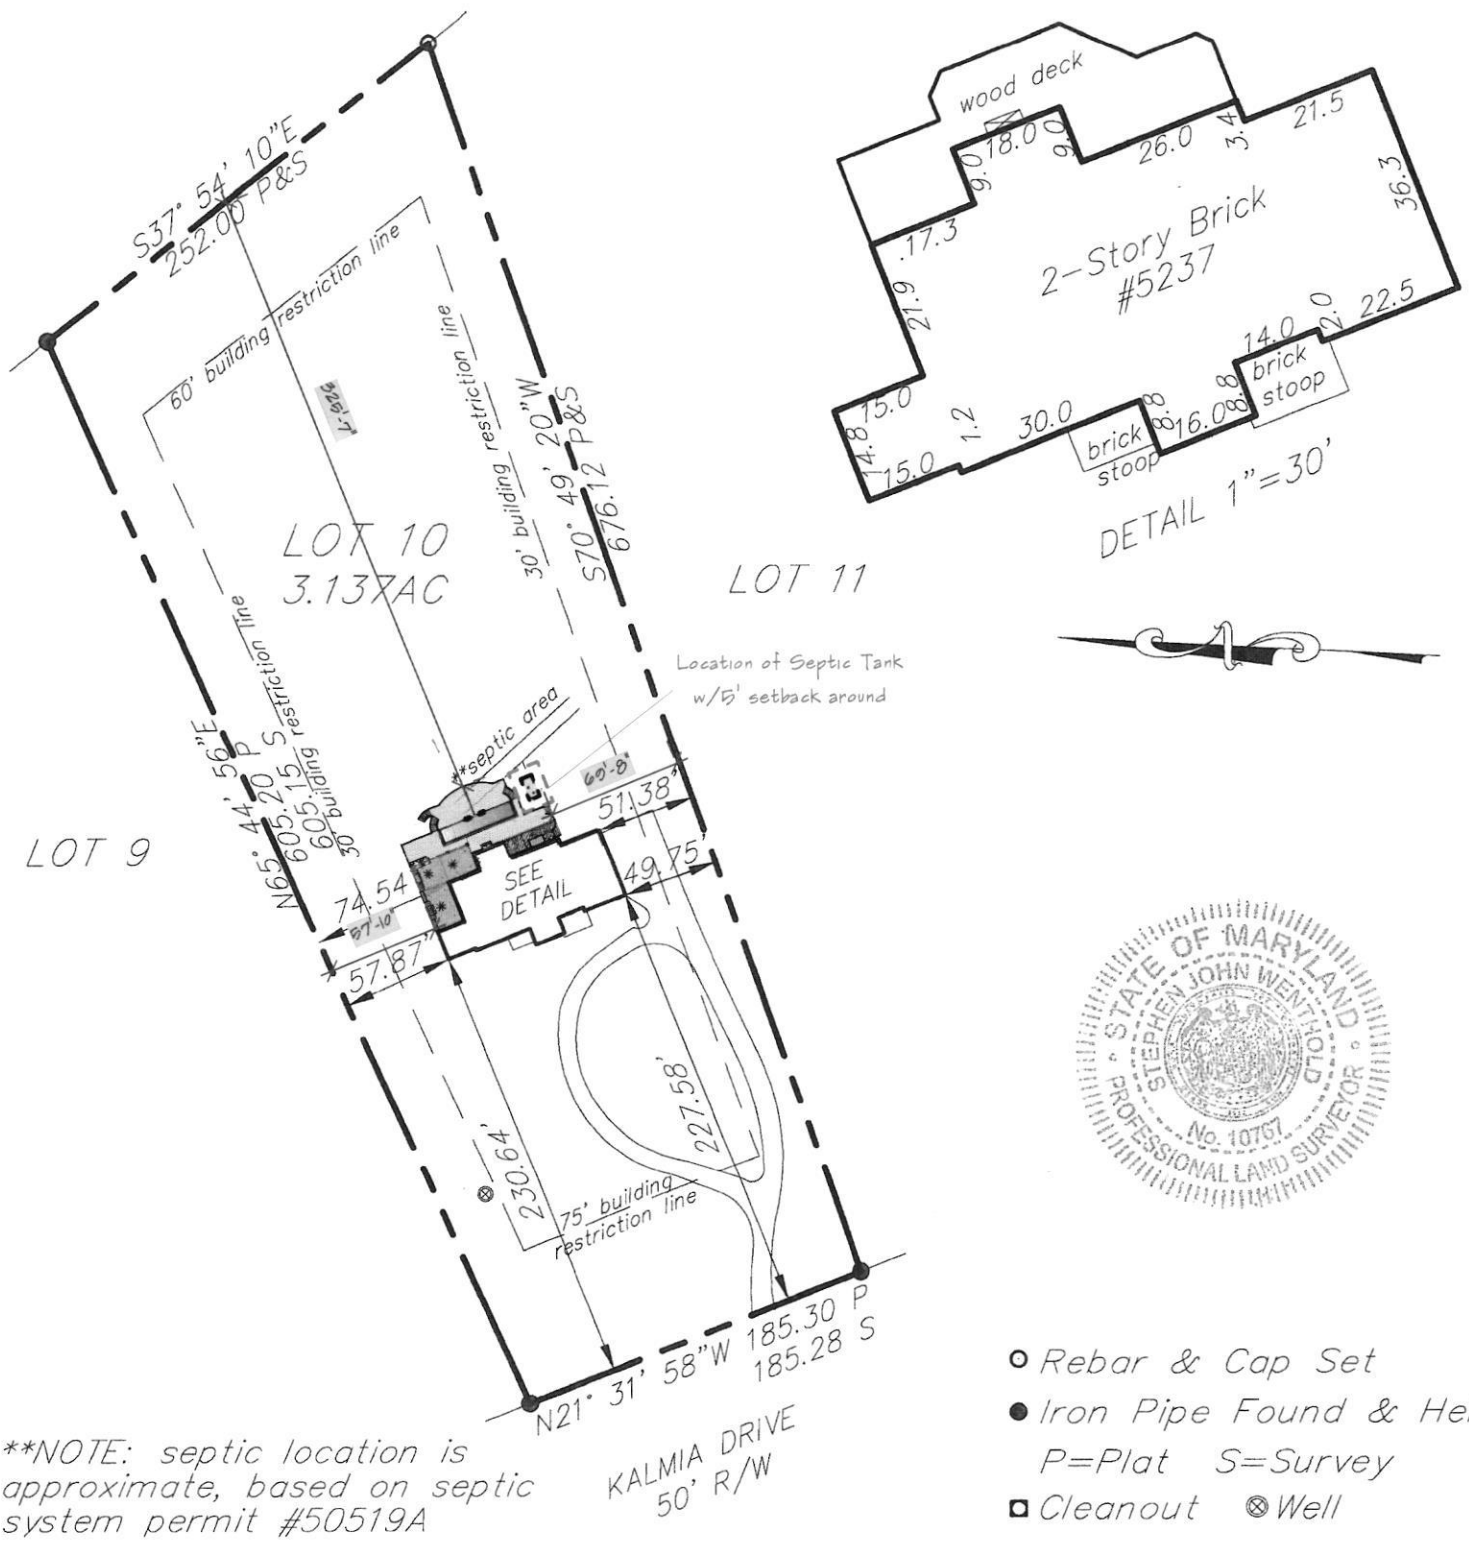 S37° 54' 10"E
252.00 P&S
60' building restriction line
30' building restriction line
325'-7"
S70° 49' 20"W
676.12 P&S
LOT 10
3.137AC
LOT 11
LOT 9
Location of Septic Tank
w/5' setback around
**septic area
N65° 44' 56"E
605.20 P
605.15 S
30' building restriction line
69'-8"
51.38'
49.75'
74.54
57'-10"
57.87'
SEE
DETAIL
230.64'
227.58'
75' building
restriction line
N21° 31' 58"W
185.30 P
185.28 S
KALMIA DRIVE
50' R/W
wood deck
18.0
9.0
9.0
26.0
3.4
21.5
36.3
17.3
21.9
2-Story Brick
#5237
15.0
14.8
15.0
1.2
30.0
8.8
16.0
8.8
14.0
2.0
22.5
brick
stoop
brick
stoop
DETAIL 1"=30'
STATE OF MARYLAND
STEPHEN JOHN WENTHOLD
No. 10767
PROFESSIONAL LAND SURVEYOR
Rebar & Cap Set
Iron Pipe Found & He
P=Plat S=Survey
Cleanout Well
**NOTE: septic location is
approximate, based on septic
system permit #50519A